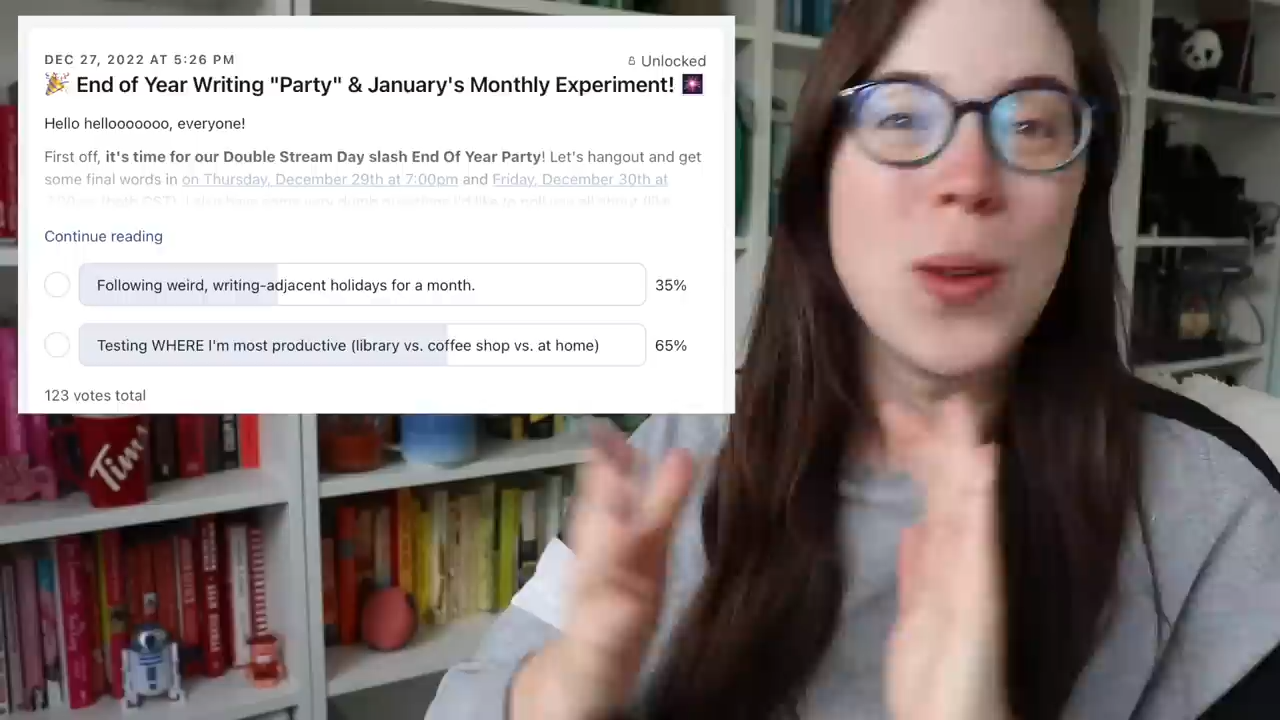 DEC 27, 2022 AT 5:26 PM
Unlocked
🎉 End of Year Writing "Party" & January's Monthly Experiment! 🎆
Hello hellooooooo, everyone!
First off, it's time for our Double Stream Day slash End Of Year Party! Let's hangout and get
some final words in on Thursday, December 29th at 7:00pm and Friday, December 30th at
Continue reading
Following weird, writing-adjacent holidays for a month.
35%
Testing WHERE I'm most productive (library vs. coffee shop vs. at home)
65%
123 votes total
Tim